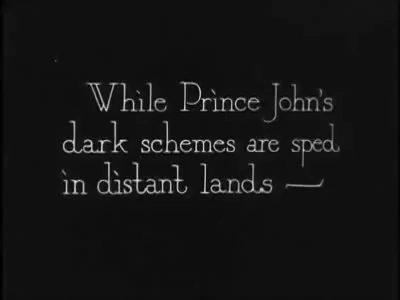 While Prince John's
dark schemes are sped
in distant lands —